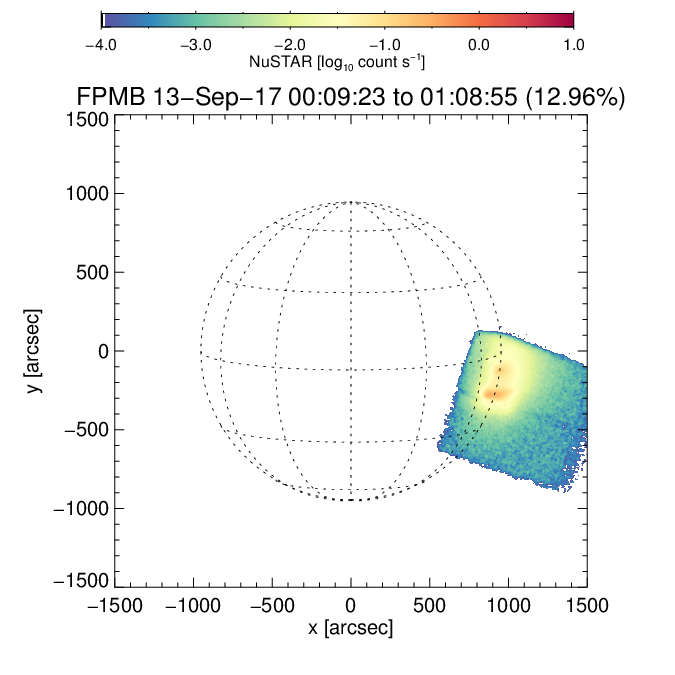 −4.0 −3.0 −2.0 −1.0 0.0 1.0
NuSTAR [log₁₀ count s⁻¹]
FPMB 13−Sep−17 00:09:23 to 01:08:55 (12.96%)
1500
1000
500
0
−500
−1000
−1500
y [arcsec]
−1500 −1000 −500 0 500 1000 1500
x [arcsec]